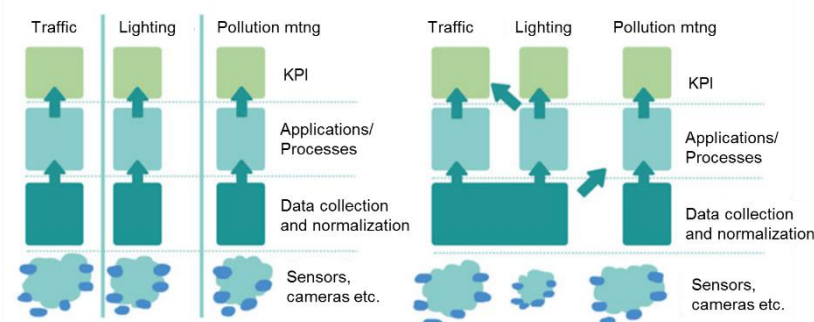 Traffic
Lighting
Pollution mtng
KPI
Applications/
Processes
Data collection
and normalization
Sensors,
cameras etc.
Traffic
Lighting
Pollution mtng
KPI
Applications/
Processes
Data collection
and normalization
Sensors,
cameras etc.